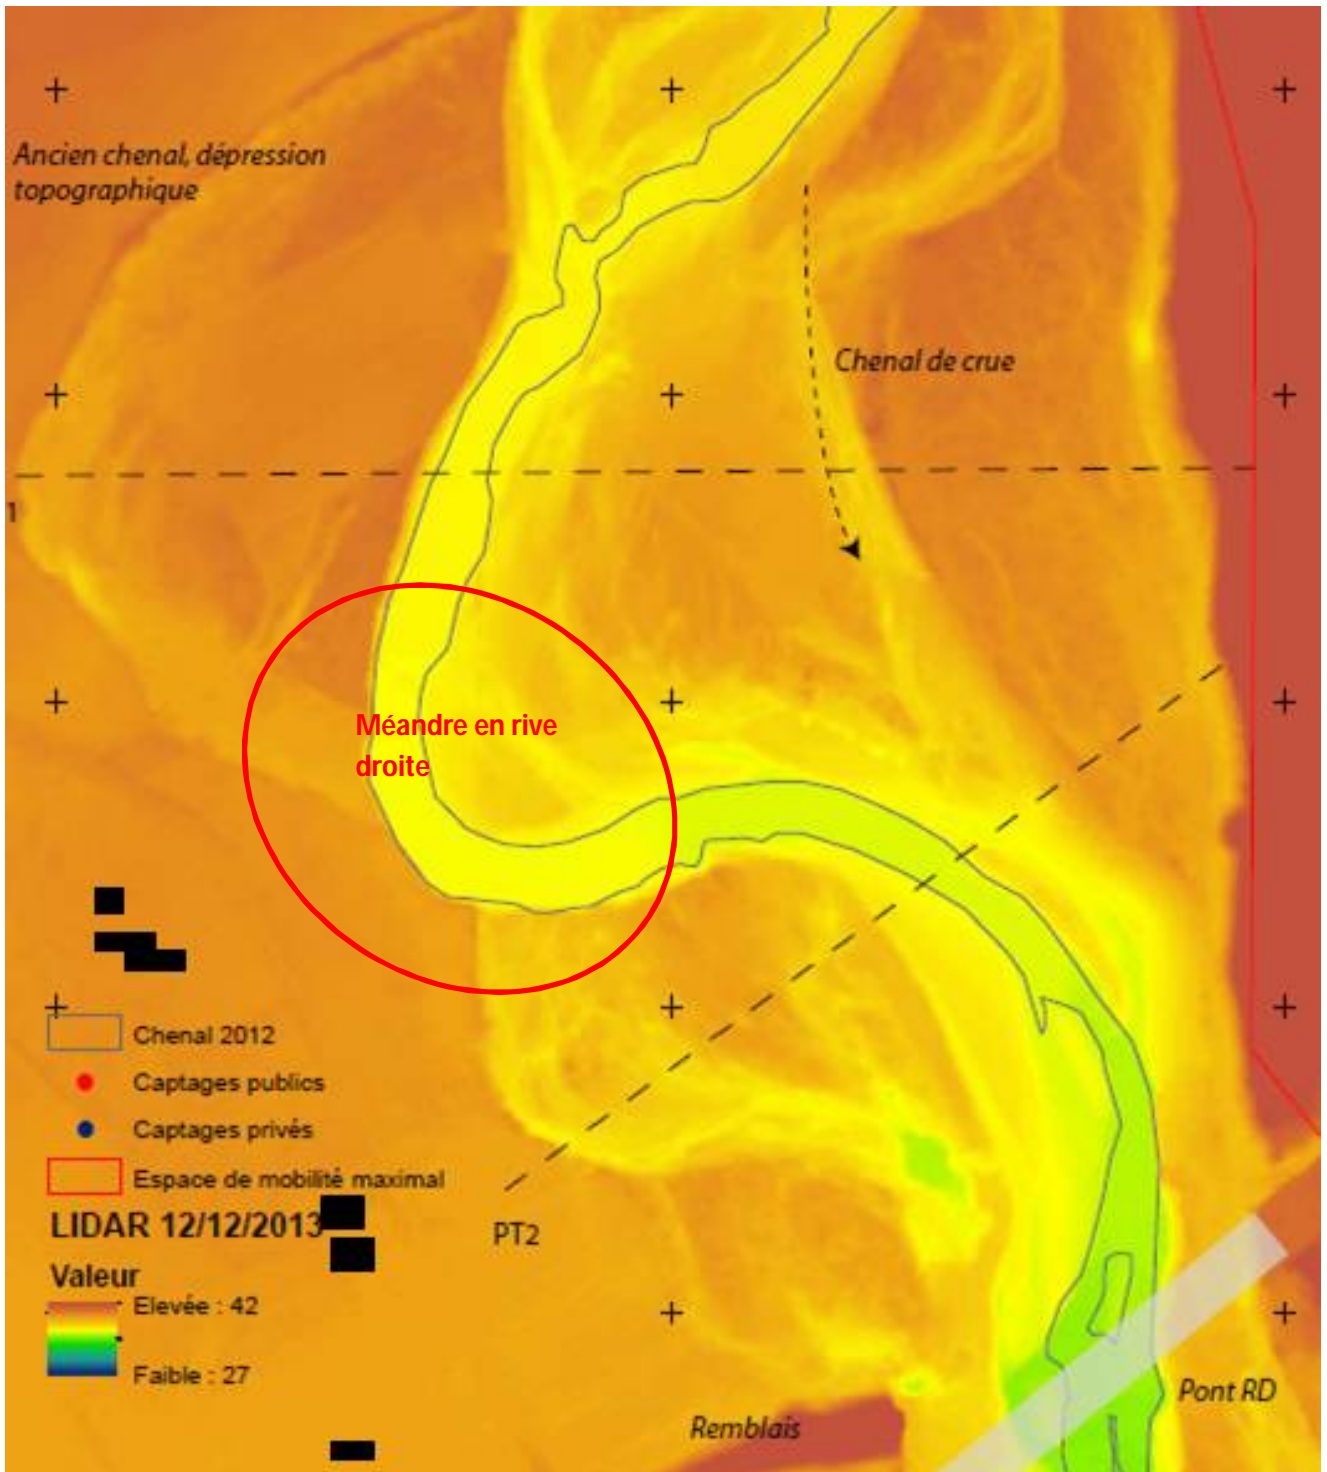 Ancien chenal, dépression
topographique
Chenal de crue
1
Méandre en rive
droite
Chenal 2012
Captages publics
Captages privés
Espace de mobilité maximal
LIDAR 12/12/2013
PT2
Valeur
Elevée : 42
Faible : 27
Pont RD
Remblais